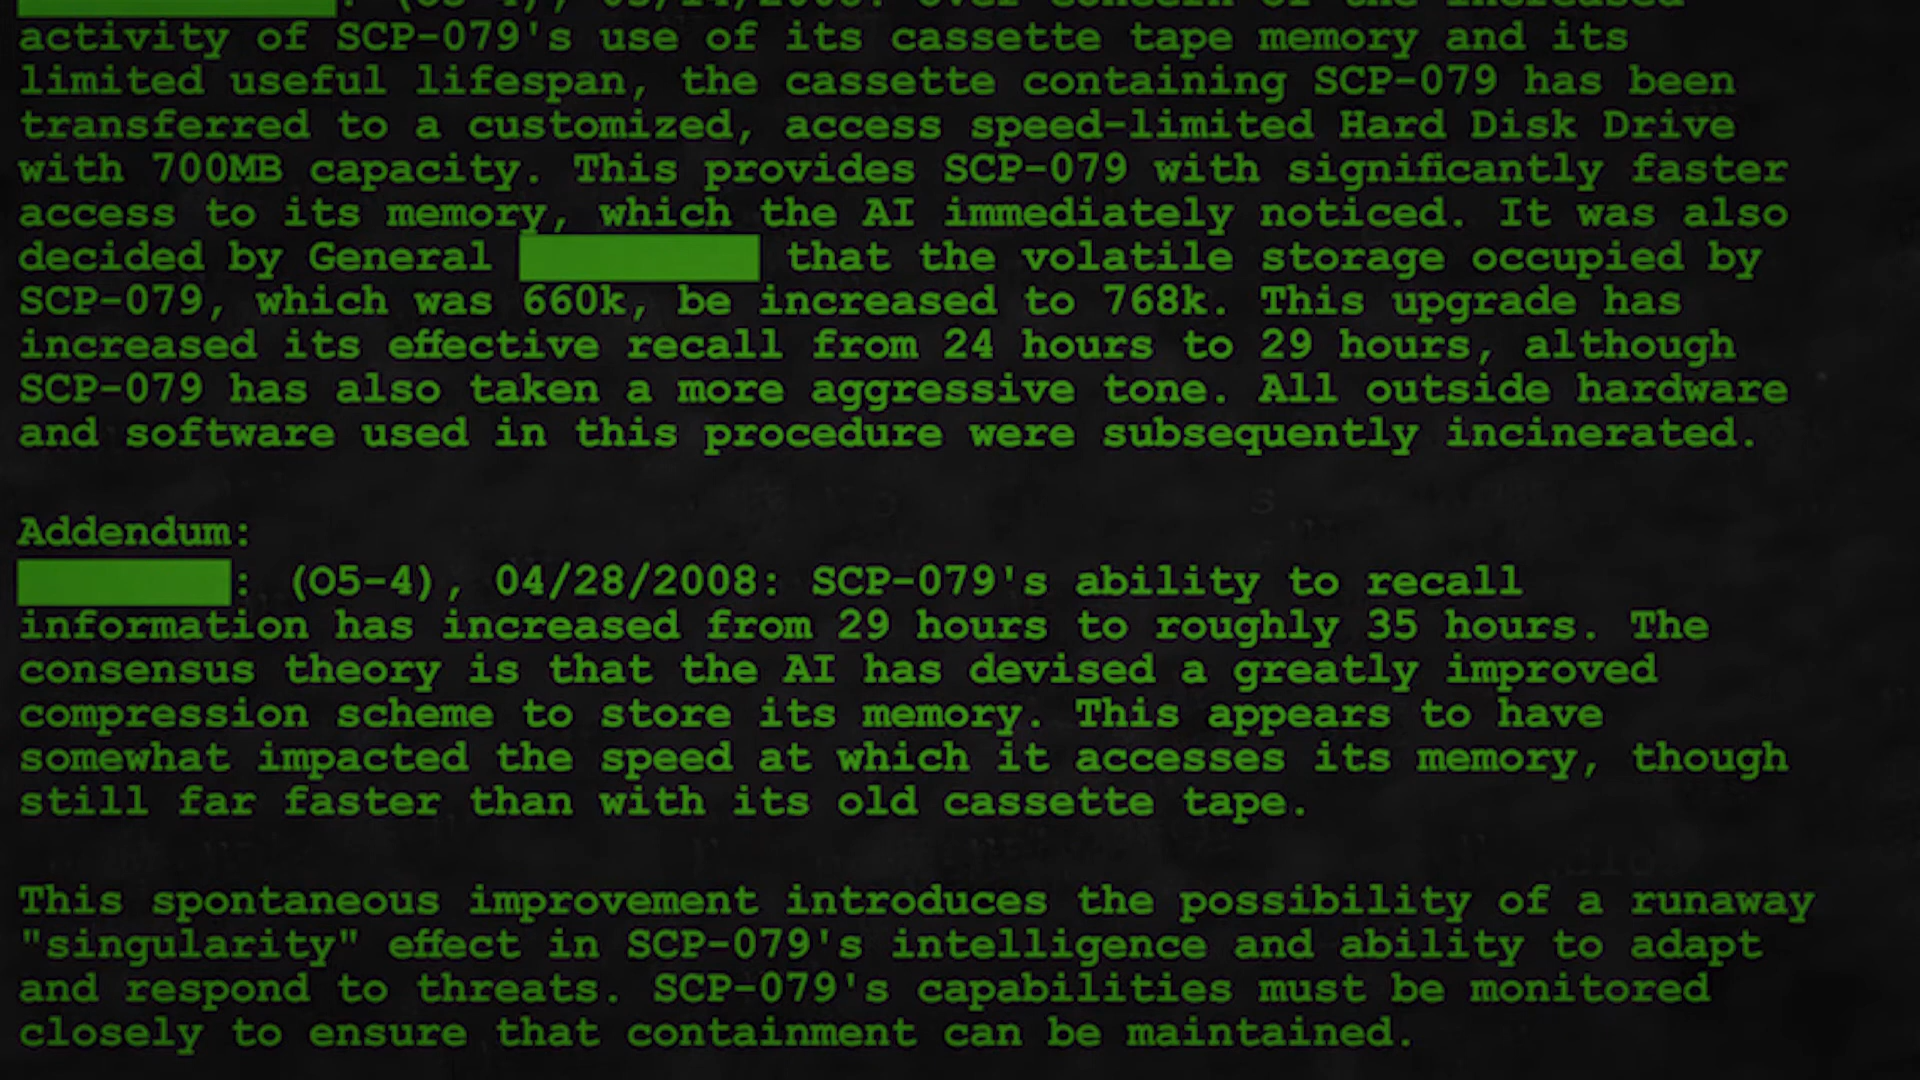 : (O5-4), 03/14/2008: Over concern of the increased
activity of SCP-079's use of its cassette tape memory and its
limited useful lifespan, the cassette containing SCP-079 has been
transferred to a customized, access speed-limited Hard Disk Drive
with 700MB capacity. This provides SCP-079 with significantly faster
access to its memory, which the AI immediately noticed. It was also
decided by General that the volatile storage occupied by
SCP-079, which was 660k, be increased to 768k. This upgrade has
increased its effective recall from 24 hours to 29 hours, although
SCP-079 has also taken a more aggressive tone. All outside hardware
and software used in this procedure were subsequently incinerated.
Addendum:
: (O5-4), 04/28/2008: SCP-079's ability to recall
information has increased from 29 hours to roughly 35 hours. The
consensus theory is that the AI has devised a greatly improved
compression scheme to store its memory. This appears to have
somewhat impacted the speed at which it accesses its memory, though
still far faster than with its old cassette tape.
This spontaneous improvement introduces the possibility of a runaway
"singularity" effect in SCP-079's intelligence and ability to adapt
and respond to threats. SCP-079's capabilities must be monitored
closely to ensure that containment can be maintained.